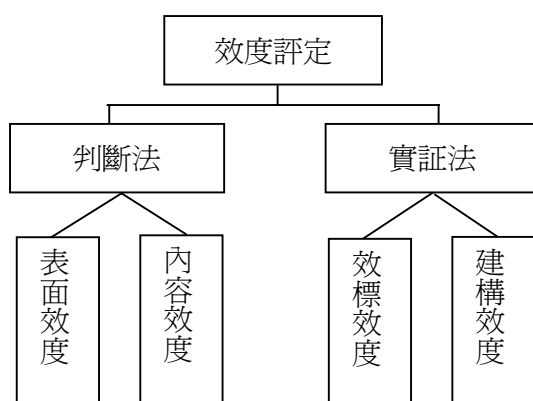 效度評定
判斷法
實証法
表面效度
內容效度
效標效度
建構效度